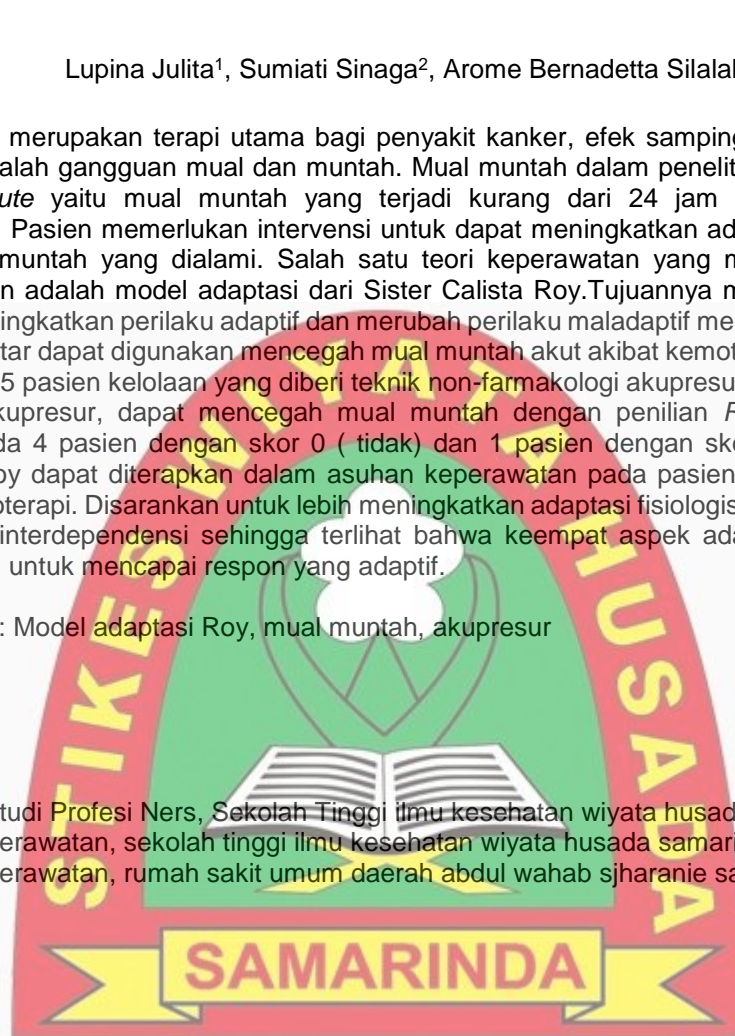 Lupina Julita¹, Sumiati Sinaga², Arome Bernadetta Silalal
merupakan terapi utama bagi penyakit kanker, efek samping
alah gangguan mual dan muntah. Mual muntah dalam penelit
ute yaitu mual muntah yang terjadi kurang dari 24 jam
. Pasien memerlukan intervensi untuk dapat meningkatkan ad
muntah yang dialami. Salah satu teori keperawatan yang m
n adalah model adaptasi dari Sister Calista Roy.Tujuannya m
ingkatkan perilaku adaptif dan merubah perilaku maladaptif me
tar dapat digunakan mencegah mual muntah akut akibat kemot
5 pasien kelolaan yang diberi teknik non-farmakologi akupresu
kupresur, dapat mencegah mual muntah dengan penilian R
da 4 pasien dengan skor 0 ( tidak) dan 1 pasien dengan sko
oy dapat diterapkan dalam asuhan keperawatan pada pasien
oterapi. Disarankan untuk lebih meningkatkan adaptasi fisiologis
interdependensi sehingga terlihat bahwa keempat aspek ada
untuk mencapai respon yang adaptif.
: Model adaptasi Roy, mual muntah, akupresur
tudi Profesi Ners, Sekolah Tinggi ilmu kesehatan wiyata husad
erawatan, sekolah tinggi ilmu kesehatan wiyata husada samari
erawatan, rumah sakit umum daerah abdul wahab sjharanie sa
STIKES WIYATA HUSADA
SAMARINDA